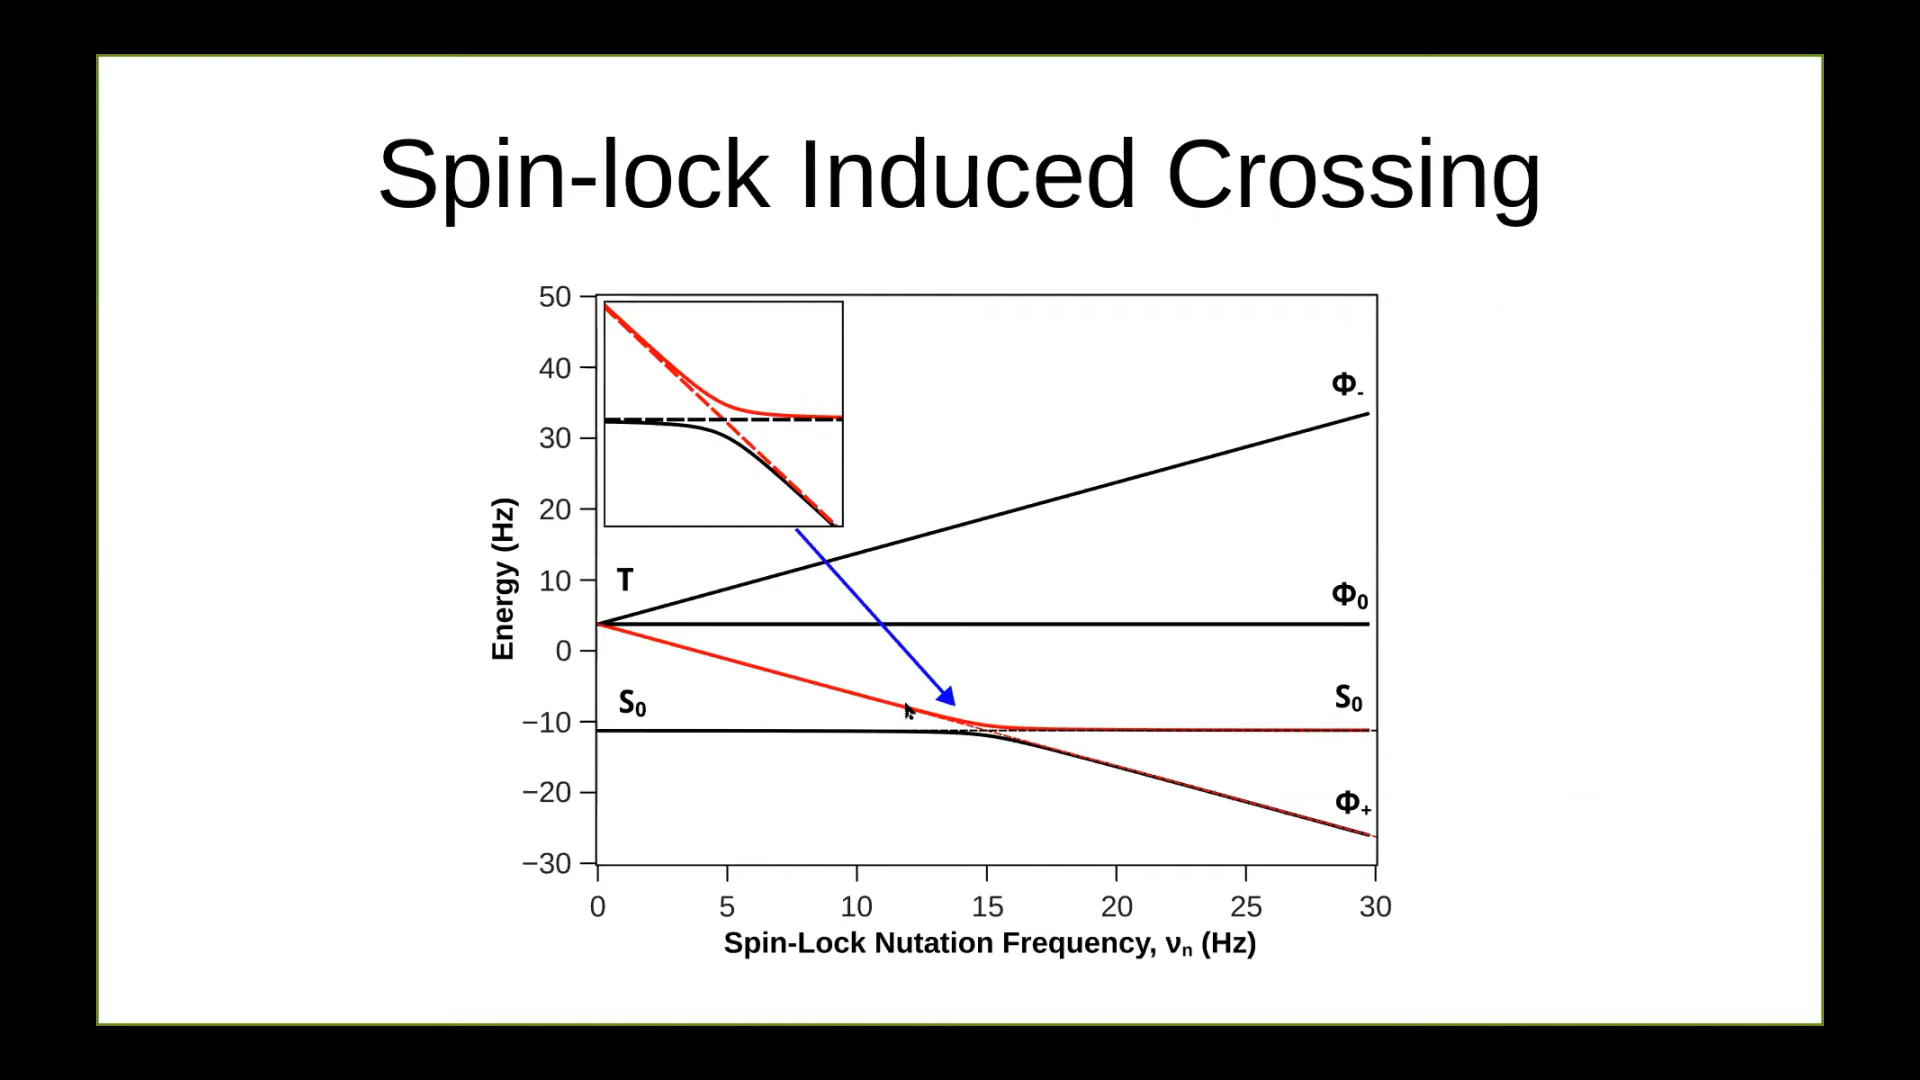 Spin-lock Induced Crossing
50
40
30
20
10
0
−10
−20
−30
Energy (Hz)
T
S₀
Φ₋
Φ₀
S₀
Φ₊
0 5 10 15 20 25 30
Spin-Lock Nutation Frequency, νₙ (Hz)